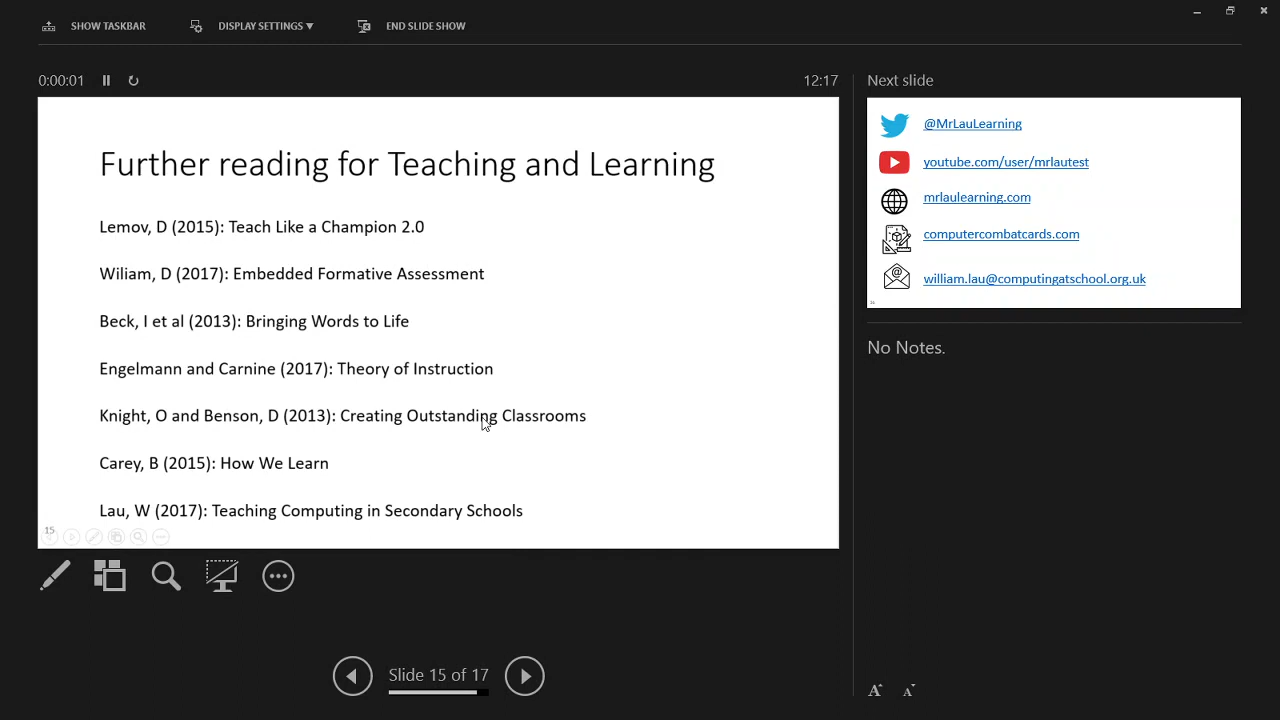 SHOW TASKBAR
DISPLAY SETTINGS ▼
END SLIDE SHOW
0:00:01
12:17
Further reading for Teaching and Learning
Lemov, D (2015): Teach Like a Champion 2.0
Wiliam, D (2017): Embedded Formative Assessment
Beck, I et al (2013): Bringing Words to Life
Engelmann and Carnine (2017): Theory of Instruction
Knight, O and Benson, D (2013): Creating Outstanding Classrooms
Carey, B (2015): How We Learn
Lau, W (2017): Teaching Computing in Secondary Schools
15
Slide 15 of 17
Next slide
@MrLauLearning
youtube.com/user/mrlautest
mrlaulearning.com
computercombatcards.com
william.lau@computingatschool.org.uk
No Notes.
A A